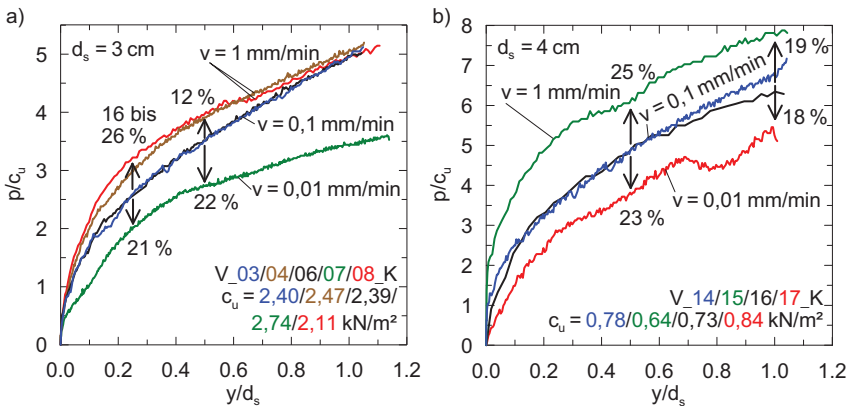 a)
d_s = 3 cm
v = 1 mm/min
16 bis
26 %
12 %
v = 0,1 mm/min
22 %
v = 0,01 mm/min
21 %
V_03/04/06/07/08_K
c_u = 2,40/2,47/2,39/
2,74/2,11 kN/m²
p/c_u
5
4
3
2
1
0
0.0 0.2 0.4 0.6 0.8 1.0 1.2
y/d_s
b)
d_s = 4 cm
19 %
25 %
v = 1 mm/min
v = 0,1 mm/min
18 %
23 %
v = 0,01 mm/min
V_14/15/16/17_K
c_u = 0,78/0,64/0,73/0,84 kN/m²
p/c_u
8
7
6
5
4
3
2
1
0
0.0 0.2 0.4 0.6 0.8 1.0 1.2
y/d_s